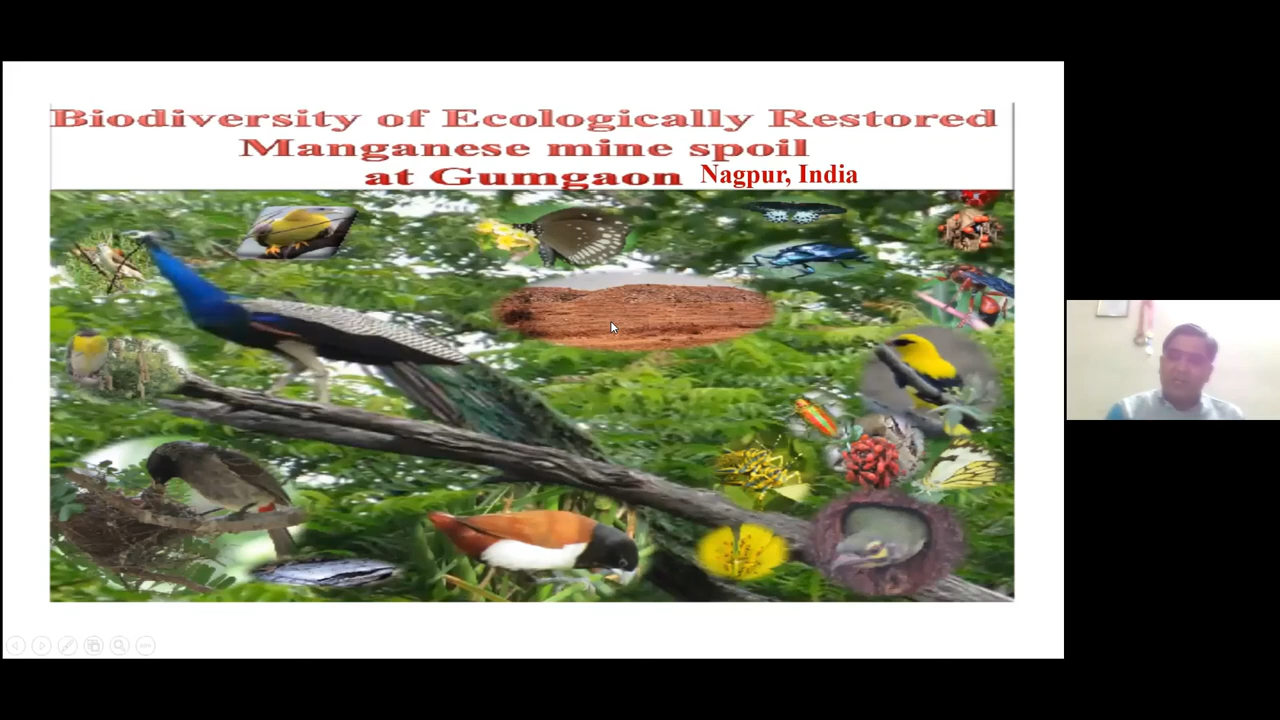 Biodiversity of Ecologically Restored
Manganese mine spoil
at Gumgaon Nagpur, India